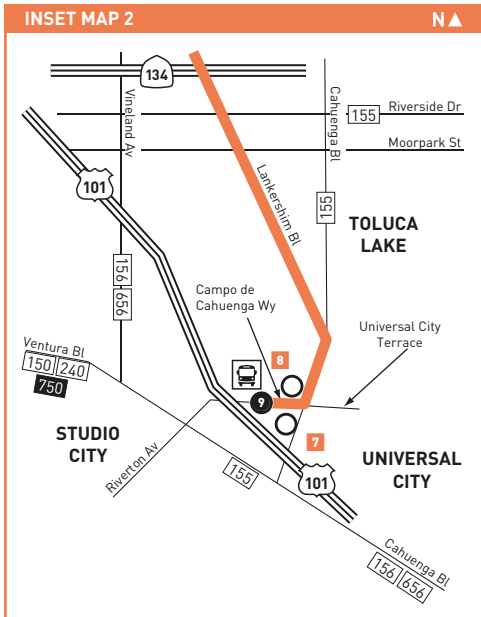 INSET MAP 2
N
134
Vineland Av
Cahuenga Bl
155
Riverside Dr
Moorpark St
101
Lankershim Bl
155
TOLUCA
LAKE
156 656
Campo de
Cahuenga Wy
Universal City
Terrace
Ventura Bl
150 240
750
8
9
STUDIO
CITY
7
Riverton Av
155
101
UNIVERSAL
CITY
Cahuenga Bl
156 656